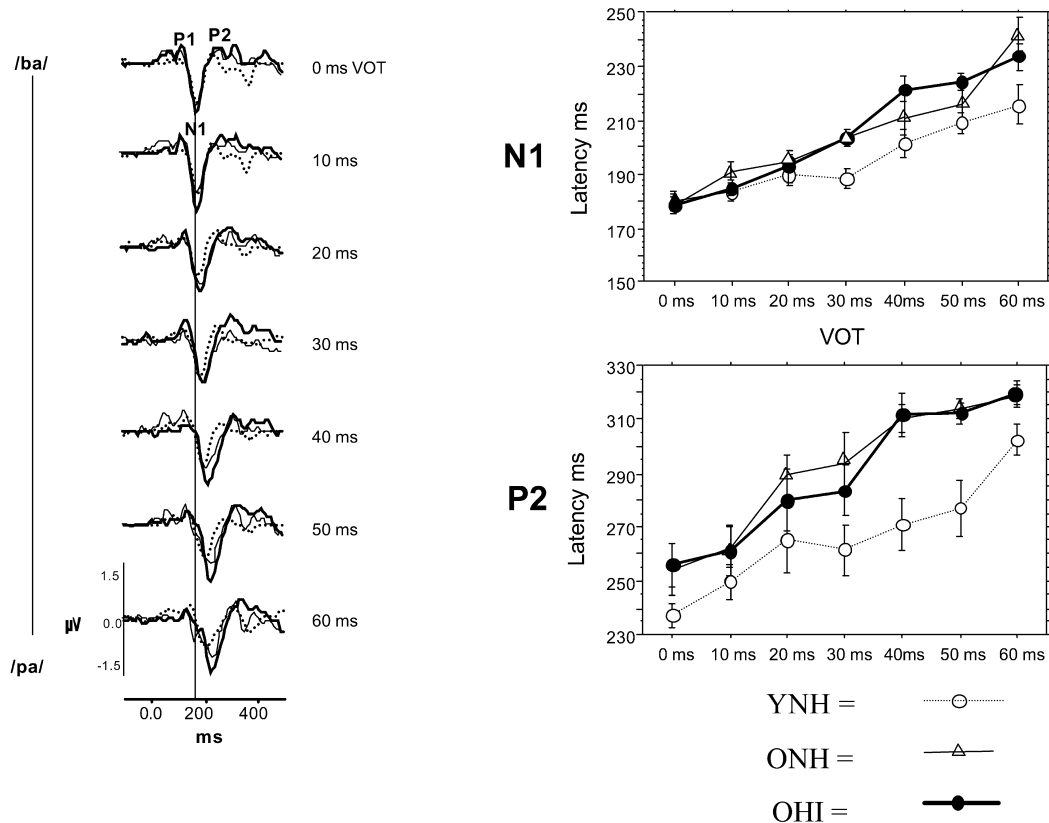 P1 P2
/ba/
0 ms VOT
N1
10 ms
20 ms
30 ms
40 ms
50 ms
1.5
µV 0.0
60 ms
-1.5
/pa/
0.0 200 400
ms
N1
Latency ms
250
230
210
190
170
150
0 ms 10 ms 20 ms 30 ms 40ms 50 ms 60 ms
VOT
P2
Latency ms
330
310
290
270
250
230
0 ms 10 ms 20 ms 30 ms 40ms 50 ms 60 ms
YNH =
ONH =
OHI =